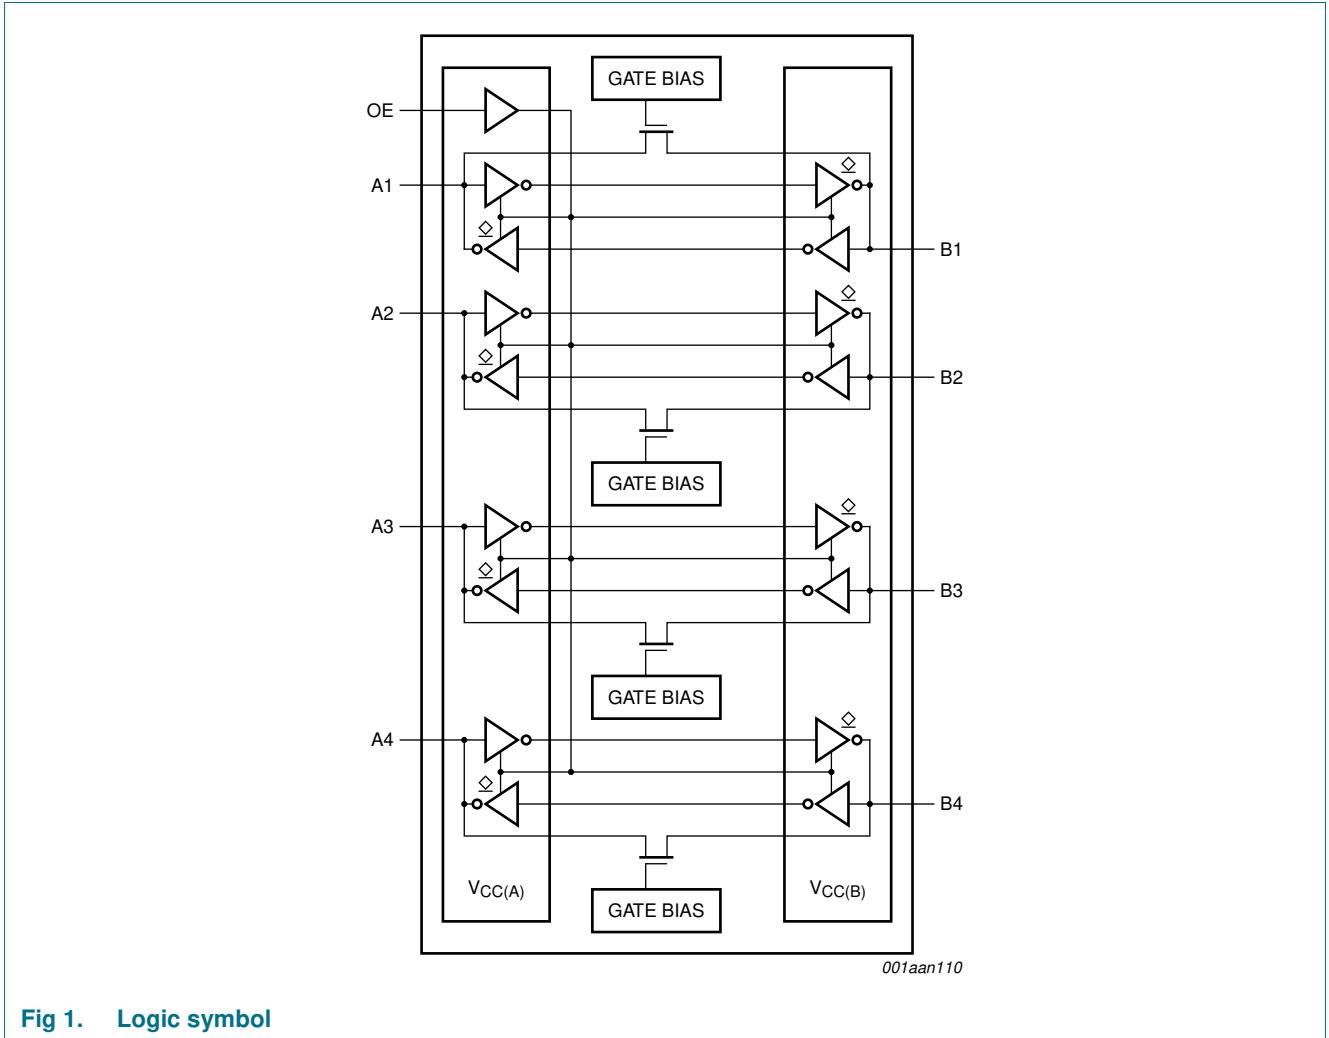 GATE BIAS
OE
A1
B1
A2
B2
GATE BIAS
A3
B3
GATE BIAS
A4
B4
VCC(A)
VCC(B)
GATE BIAS
001aan110
Fig 1. Logic symbol